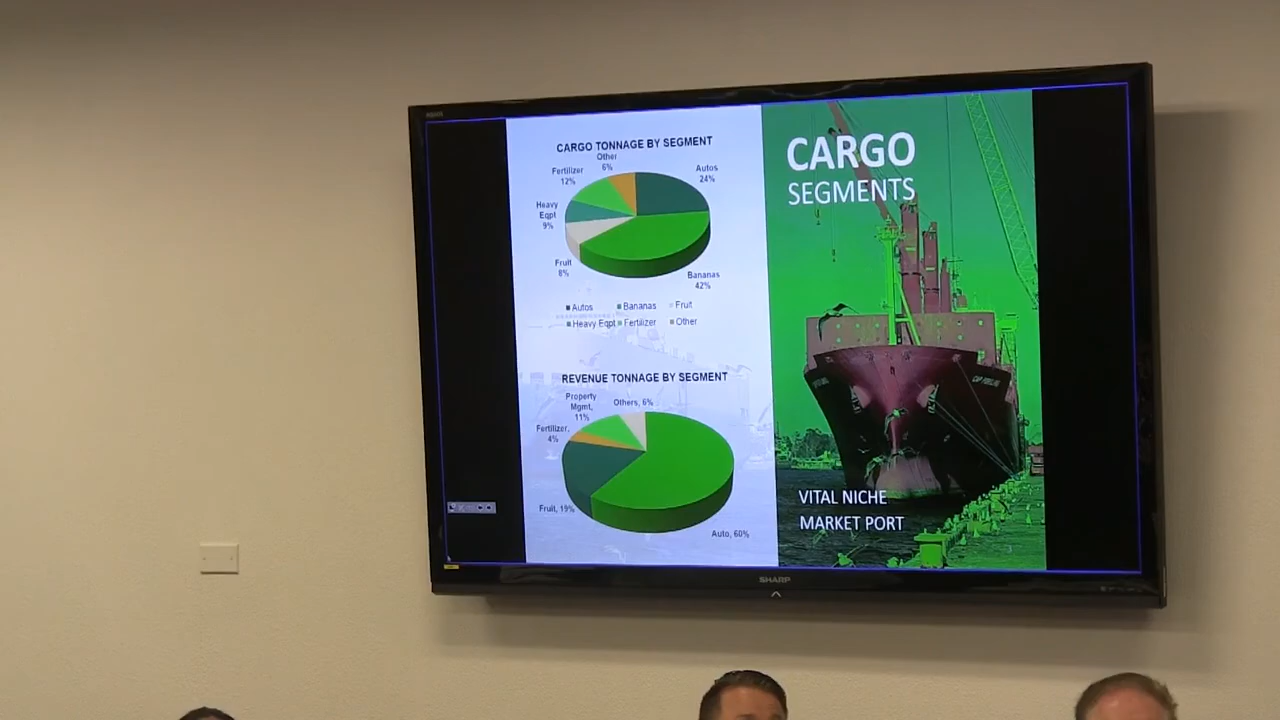 CARGO TONNAGE BY SEGMENT
Other
6%
Autos
24%
Fertilizer
12%
Heavy
Eqpt
9%
Fruit
8%
Bananas
42%
Autos Bananas Fruit
Heavy Eqpt Fertilizer Other
REVENUE TONNAGE BY SEGMENT
Property
Mgmt,
11%
Others, 6%
Fertilizer,
4%
Fruit, 19%
Auto, 60%
CARGO
SEGMENTS
VITAL NICHE
MARKET PORT
SHARP